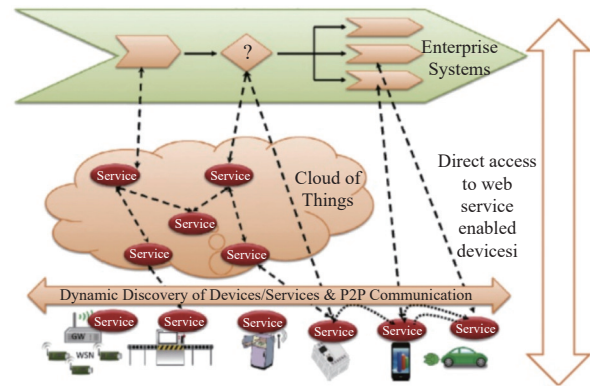 ?
Enterprise
Systems
Service
Service
Cloud of
Things
Service
Service
Service
Direct access
to web
service
enabled
devicesi
Dynamic Discovery of Devices/Services & P2P Communication
Service
Service
Service
Service
Service
Service
GW
WSN